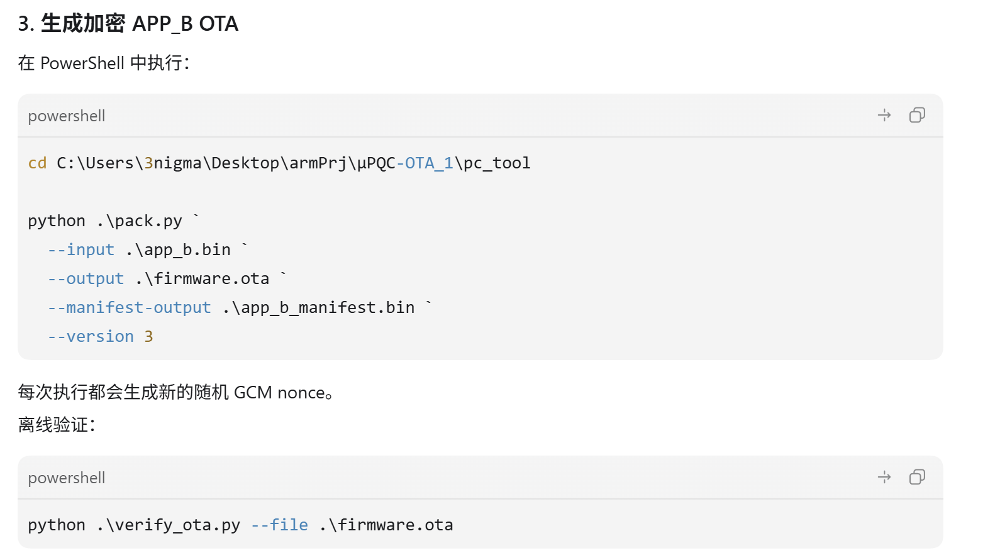 3. 生成加密 APP_B OTA
在 PowerShell 中执行：
powershell
cd C:\Users\3nigma\Desktop\armPrj\μPQC-OTA_1\pc_tool
python .\pack.py `
--input .\app_b.bin `
--output .\firmware.ota `
--manifest-output .\app_b_manifest.bin `
--version 3
每次执行都会生成新的随机 GCM nonce。
离线验证：
powershell
python .\verify_ota.py --file .\firmware.ota